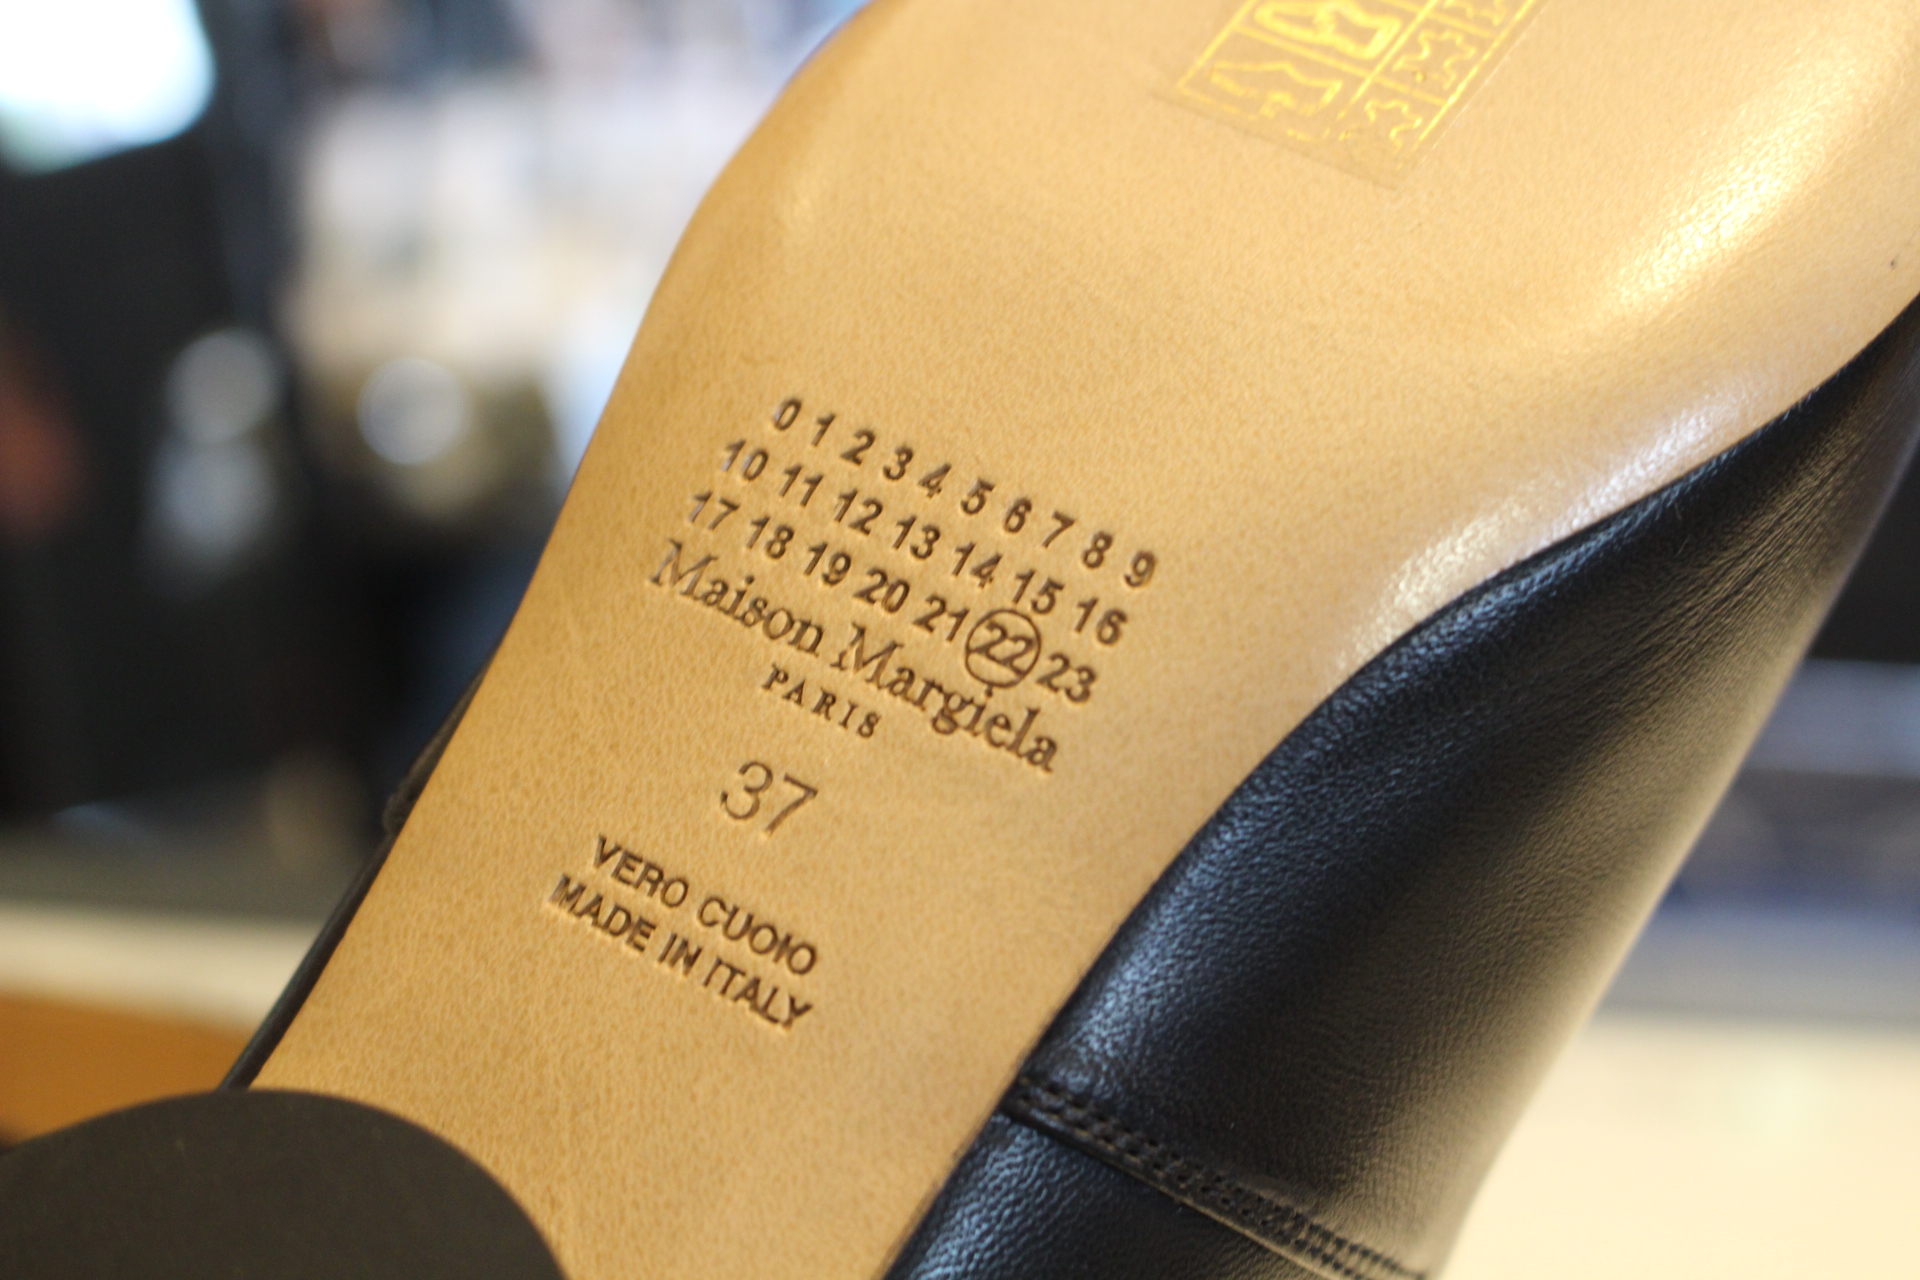 0 1 2 3 4 5 6 7 8 9
10 11 12 13 14 15 16
17 18 19 20 21 22 23
Maison Margiela
PARIS
37
VERO CUOIO
MADE IN ITALY